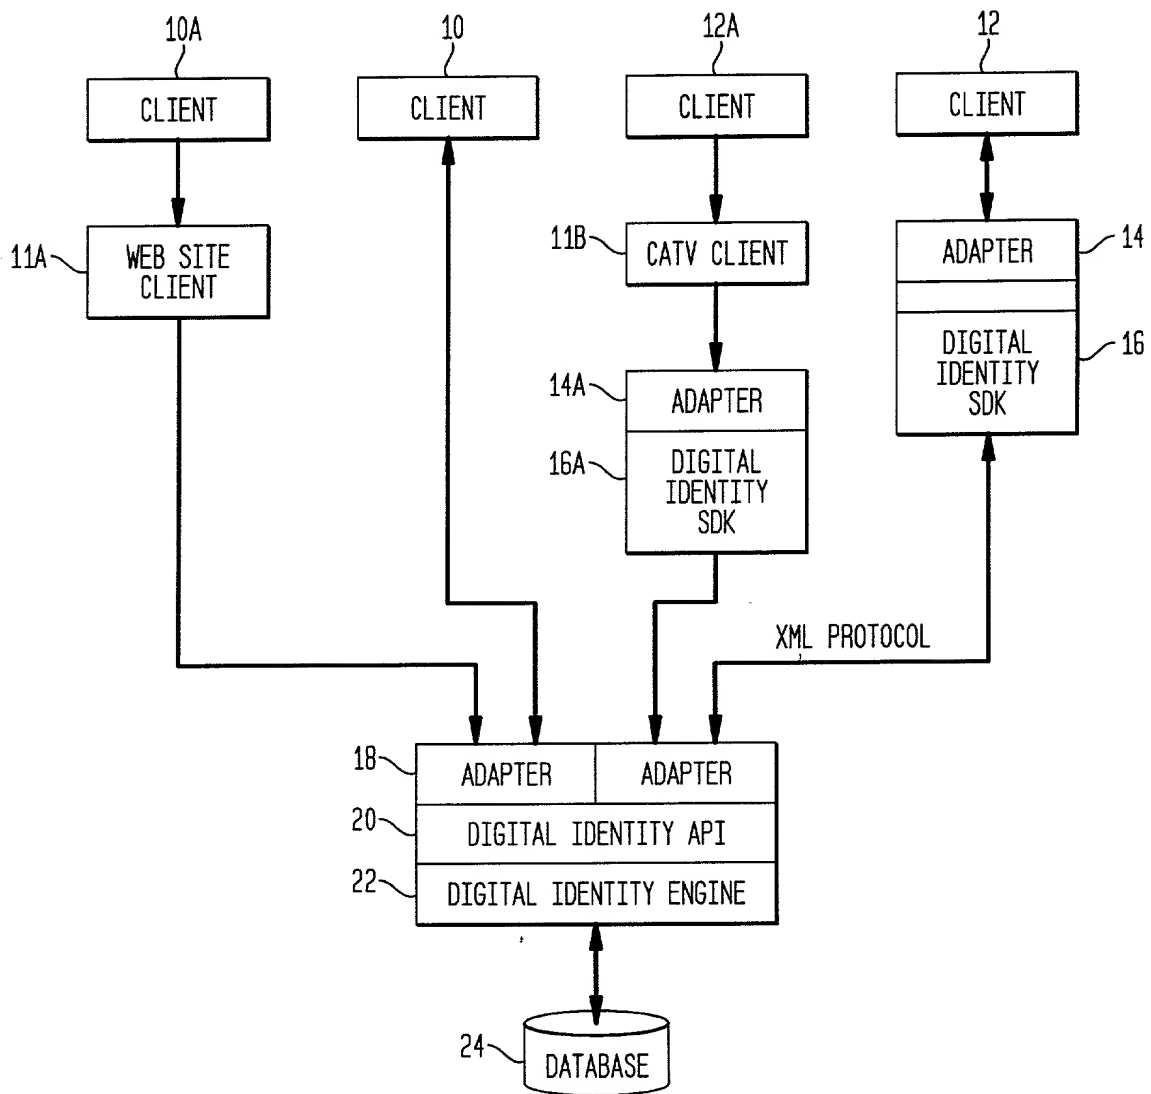 10A
10
12A
12
CLIENT
CLIENT
CLIENT
CLIENT
11A
WEB SITE
CLIENT
11B
CATV CLIENT
ADAPTER
14
DIGITAL
IDENTITY
SDK
16
14A
ADAPTER
16A
DIGITAL
IDENTITY
SDK
XML PROTOCOL
18
ADAPTER
ADAPTER
20
DIGITAL IDENTITY API
22
DIGITAL IDENTITY ENGINE
24
DATABASE